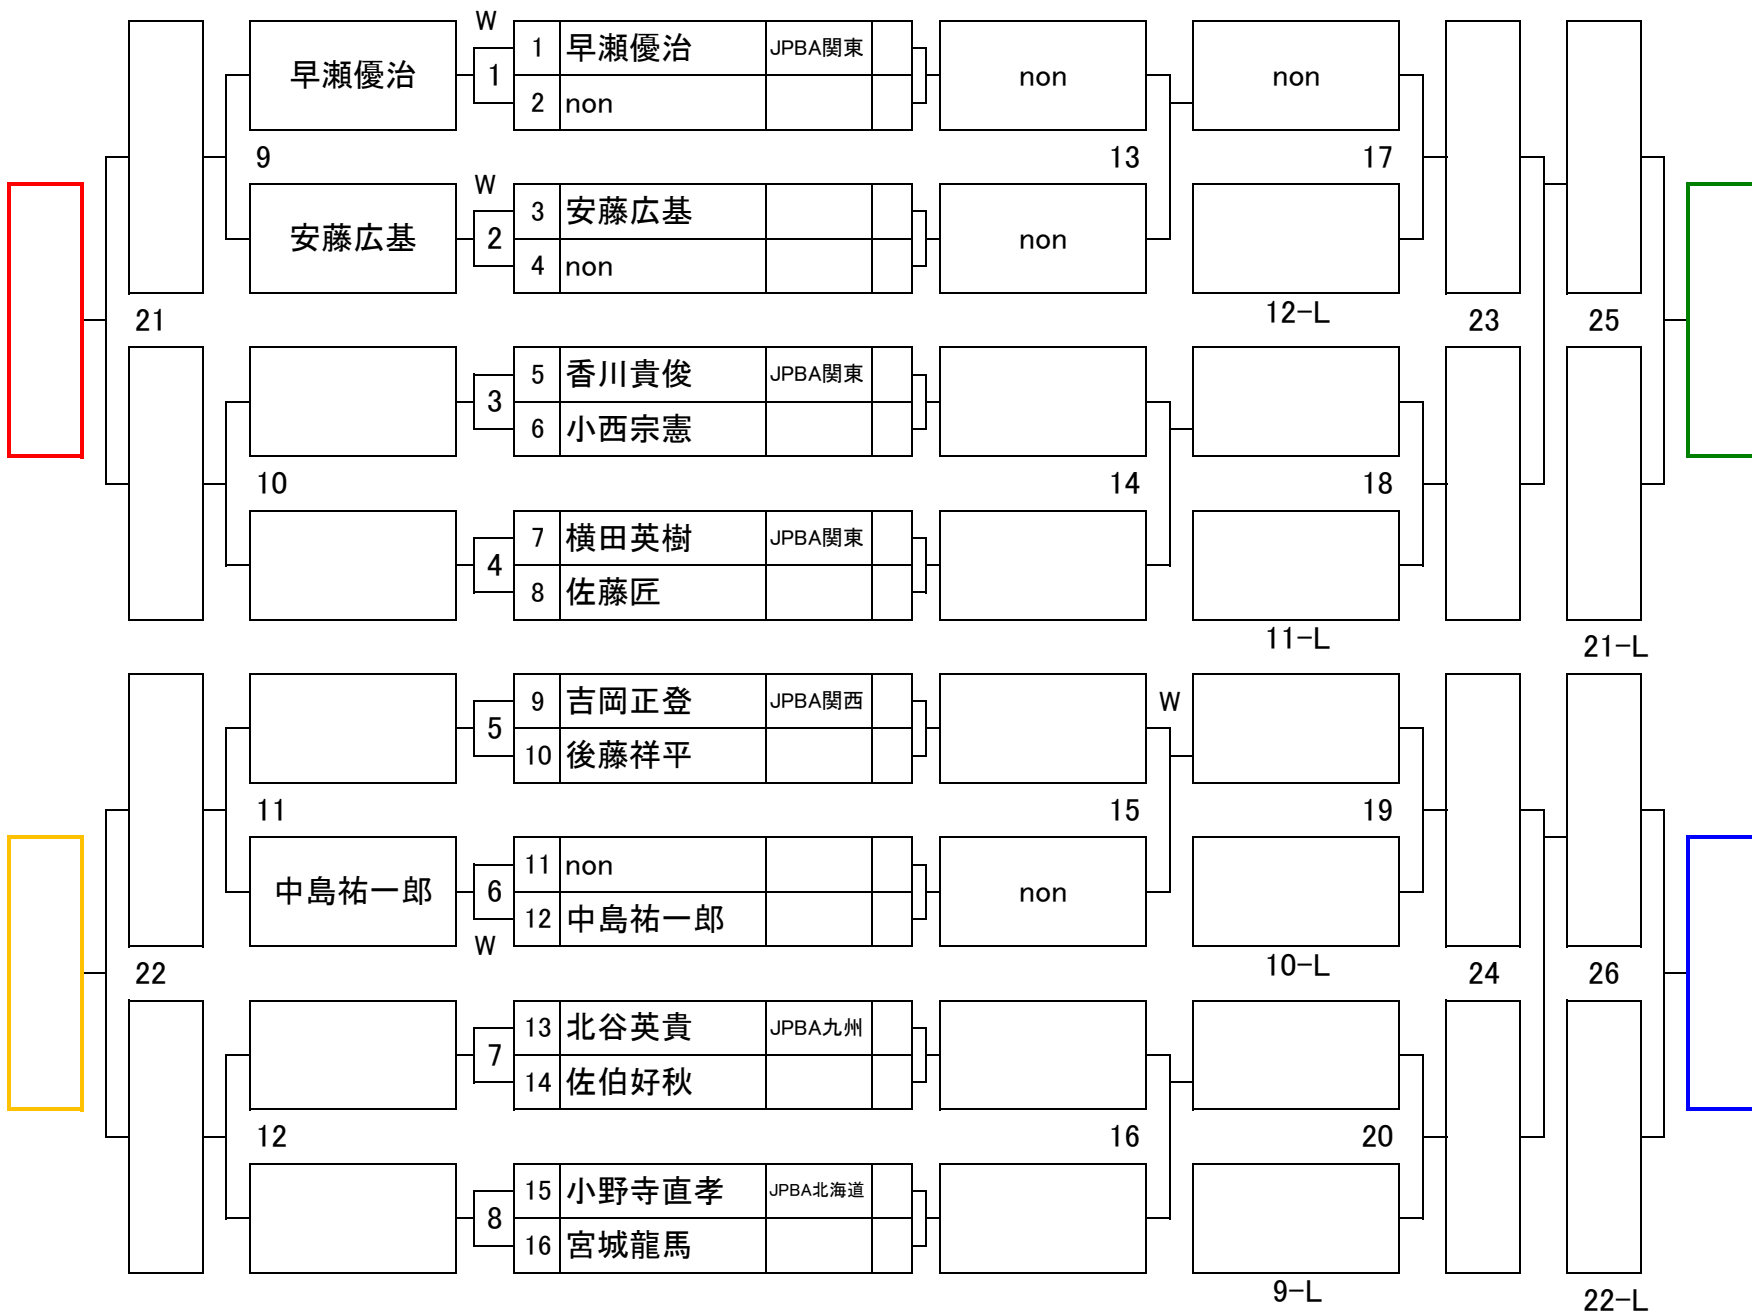 W
早瀬優治 1 1 早瀬優治 JPBA関東 non non
2 non
9 13 17
W
安藤広基 2 3 安藤広基 non
4 non
12-L
21 23 25
3 5 香川貴俊 JPBA関東
6 小西宗憲
10 14 18
4 7 横田英樹 JPBA関東
8 佐藤匠
11-L 21-L
5 9 吉岡正登 JPBA関西 W
10 後藤祥平
11 15 19
中島祐一郎 6 11 non non
12 中島祐一郎
W 10-L
22 24 26
7 13 北谷英貴 JPBA九州
14 佐伯好秋
12 16 20
8 15 小野寺直孝 JPBA北海道
16 宮城龍馬
9-L 22-L